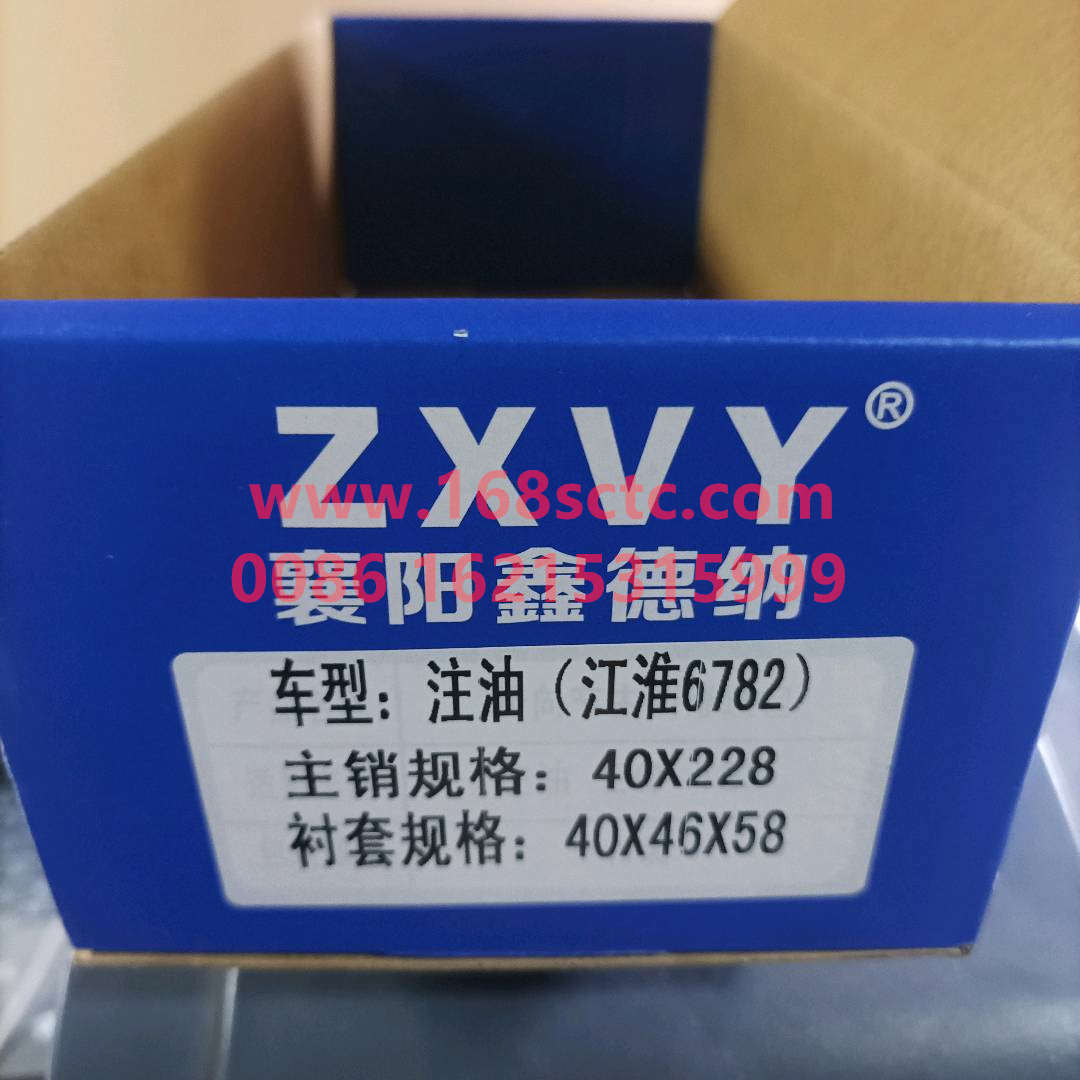 ZXVY®
www.168sctc.com
襄阳鑫德纳
0086 16215315999
车型：注油（江淮6782）
主销规格：40X228
衬套规格：40X46X58